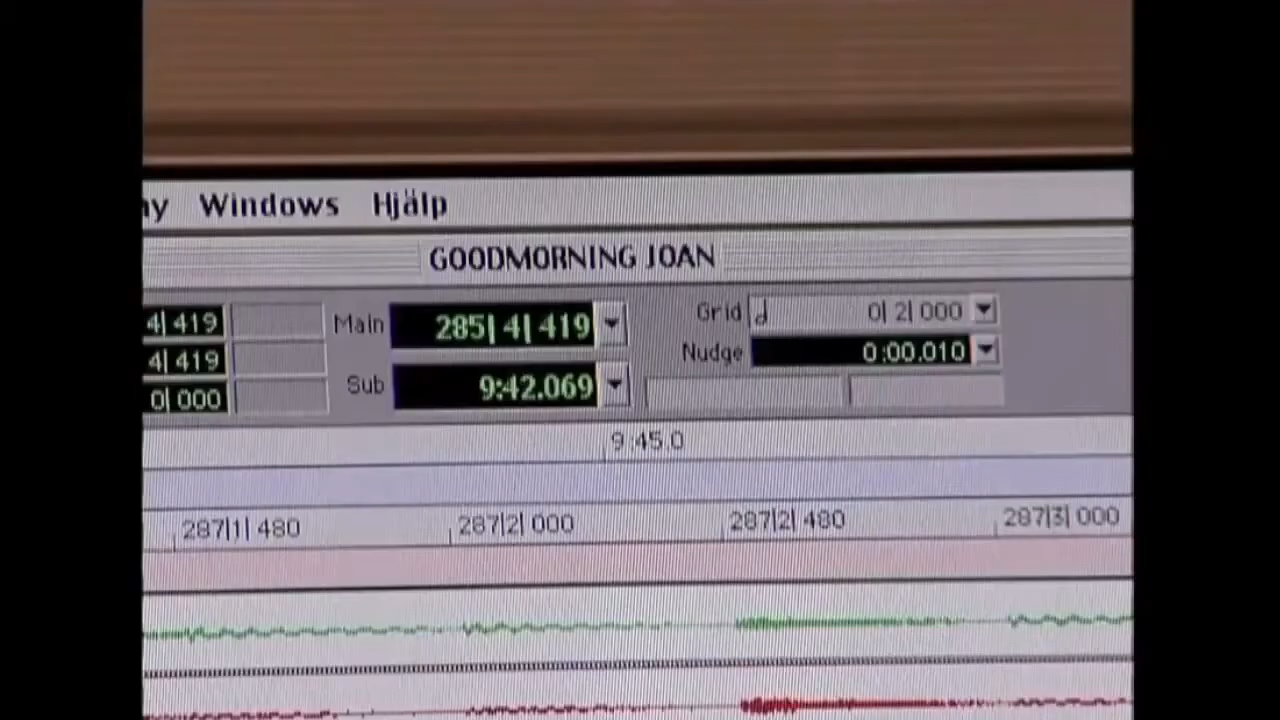 Windows Hjälp
GOODMORNING JOAN
4| 419 Main 285| 4| 419 Grid 0| 2| 000
4| 419 Nudge 0:00.010
0| 000 Sub 9:42.069
9:45.0
287|1| 480 287|2| 000 287|2| 480 287|3| 000